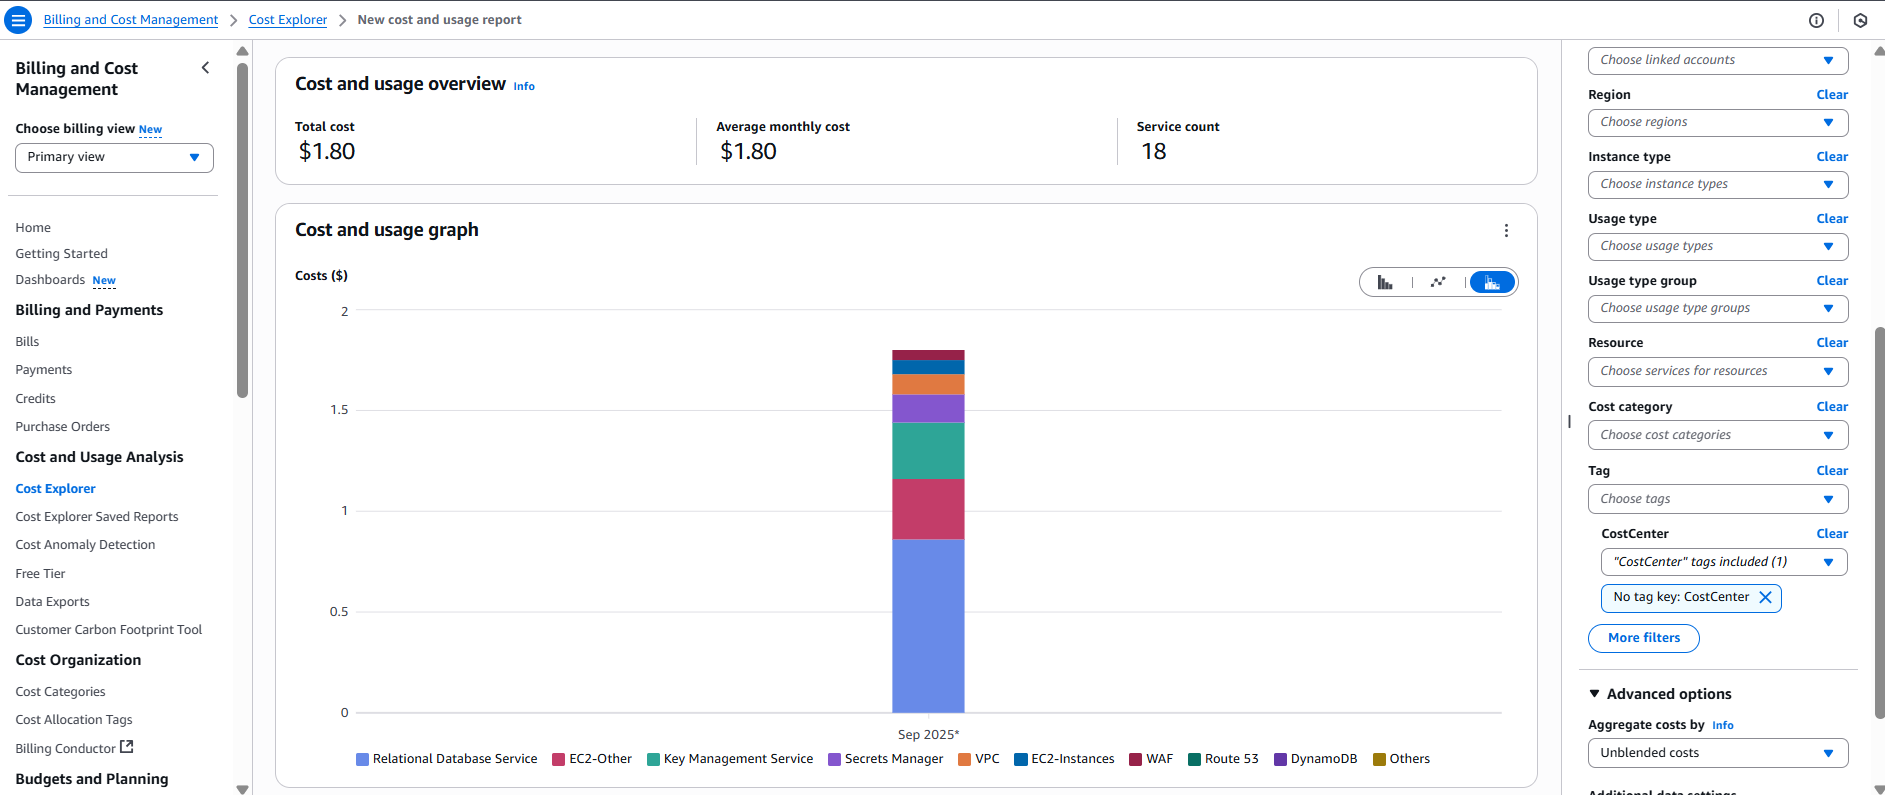 Billing and Cost Management > Cost Explorer > New cost and usage report
Billing and Cost
Management
Choose billing view New
Primary view
Home
Getting Started
Dashboards New
Billing and Payments
Bills
Payments
Credits
Purchase Orders
Cost and Usage Analysis
Cost Explorer
Cost Explorer Saved Reports
Cost Anomaly Detection
Free Tier
Data Exports
Customer Carbon Footprint Tool
Cost Organization
Cost Categories
Cost Allocation Tags
Billing Conductor
Budgets and Planning
Cost and usage overview Info
Total cost
$1.80
Average monthly cost
$1.80
Service count
18
Cost and usage graph
Costs ($)
2
1.5
1
0.5
0
Sep 2025*
Relational Database Service EC2-Other Key Management Service Secrets Manager VPC EC2-Instances WAF Route 53 DynamoDB Others
Choose linked accounts
Region Clear
Choose regions
Instance type Clear
Choose instance types
Usage type Clear
Choose usage types
Usage type group Clear
Choose usage type groups
Resource Clear
Choose services for resources
Cost category Clear
Choose cost categories
Tag Clear
Choose tags
CostCenter Clear
"CostCenter" tags included (1)
No tag key: CostCenter
More filters
Advanced options
Aggregate costs by Info
Unblended costs
Additional data settings